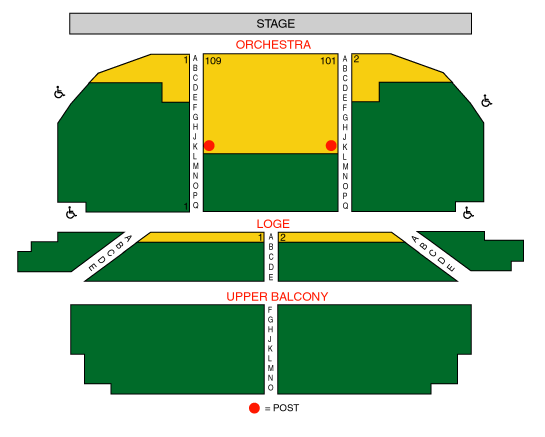 STAGE
ORCHESTRA
1 A 109 101 A 2
B B
C C
D D
E E
F F
G G
H H
J J
K K
L L
M M
N N
O O
P P
1 Q Q
LOGE
A B C D E
1 A 2
B
C
D
E
A B C D E
UPPER BALCONY
F
G
H
J
K
L
M
N
O
= POST